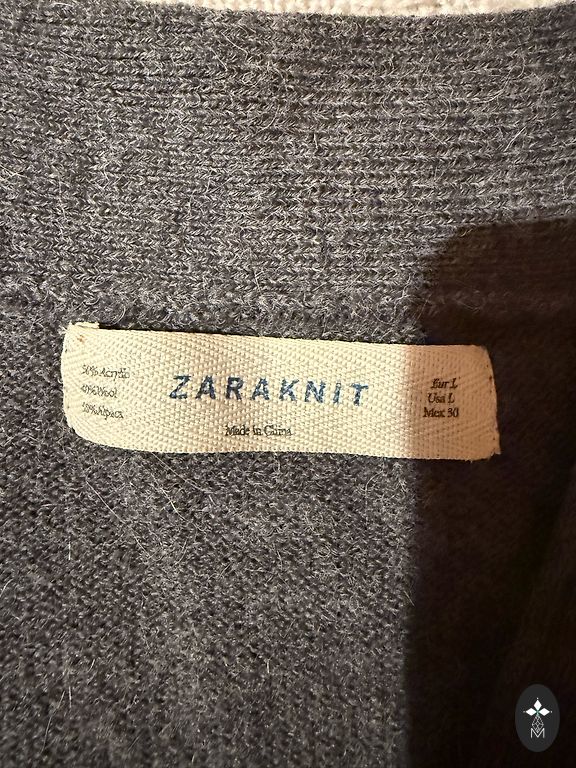 50% Acrylic
40% Wool
10% Alpaca
ZARAKNIT
Made in China
Eur L
Usa L
Mex 30
M